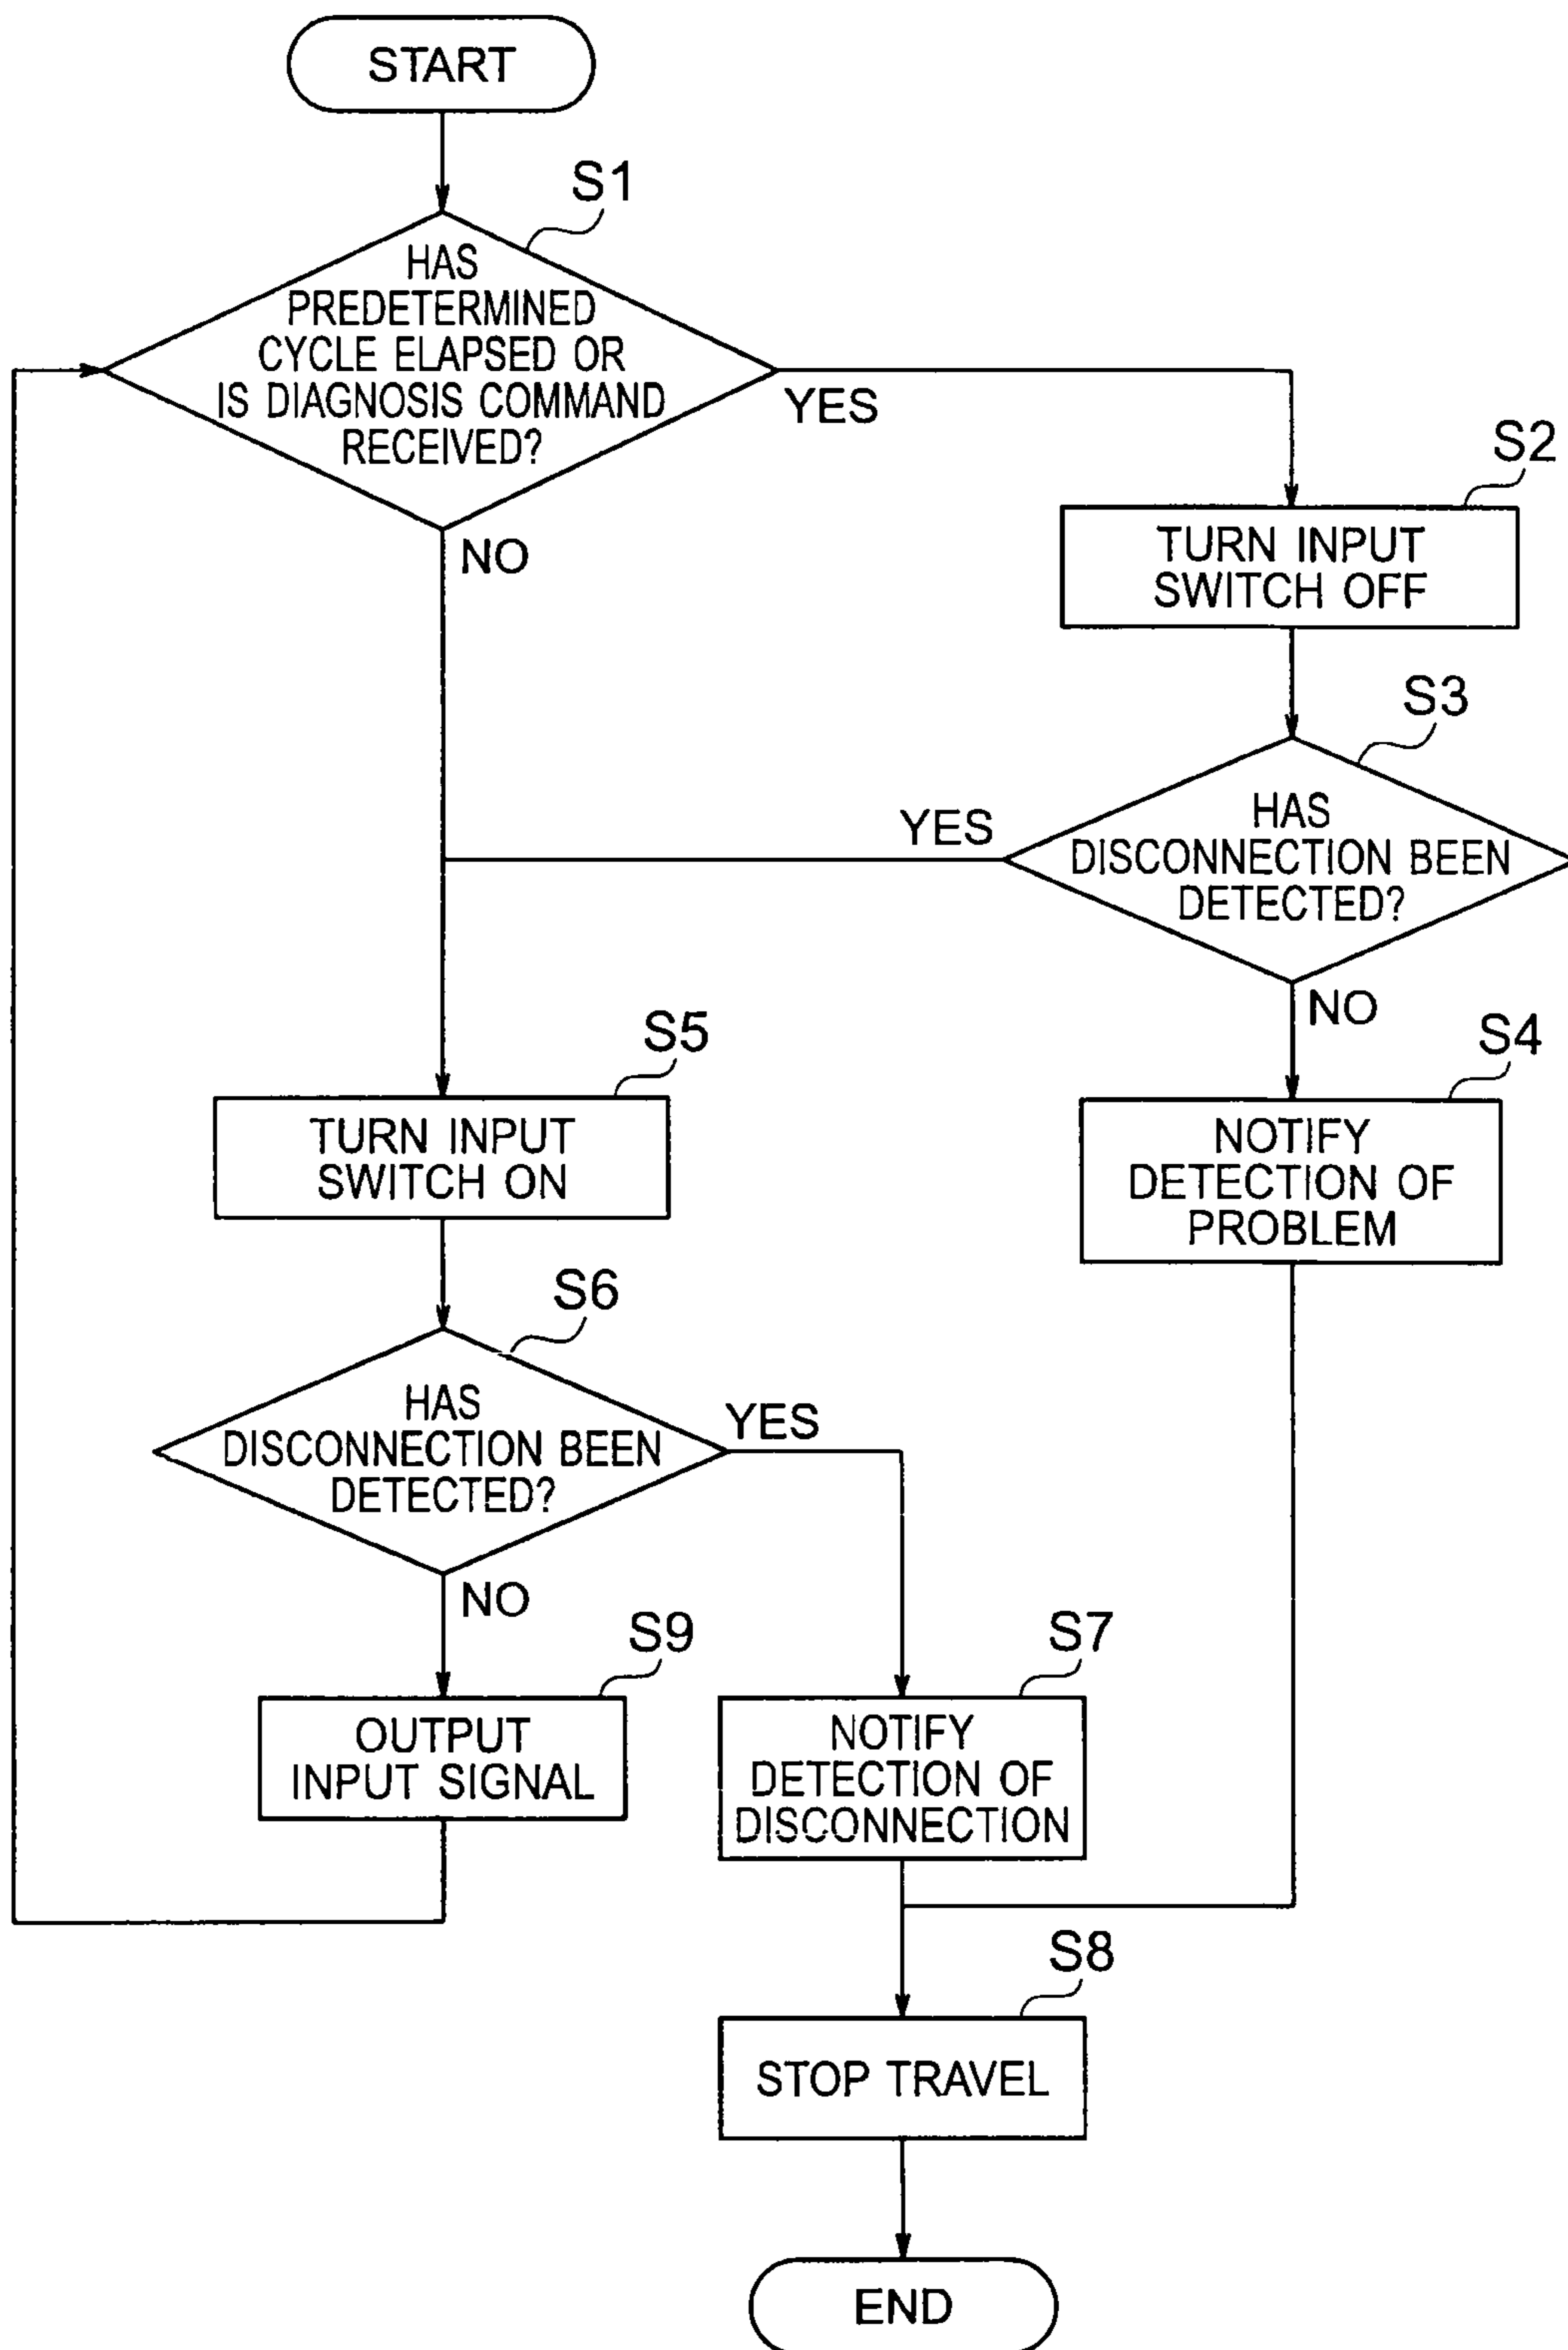 START
S1
HAS
PREDETERMINED
CYCLE ELAPSED OR
IS DIAGNOSIS COMMAND
RECEIVED?
YES
NO
S2
TURN INPUT
SWITCH OFF
S3
HAS
DISCONNECTION BEEN
DETECTED?
YES
NO
S4
NOTIFY
DETECTION OF
PROBLEM
S5
TURN INPUT
SWITCH ON
S6
HAS
DISCONNECTION BEEN
DETECTED?
YES
NO
S9
OUTPUT
INPUT SIGNAL
S7
NOTIFY
DETECTION OF
DISCONNECTION
S8
STOP TRAVEL
END